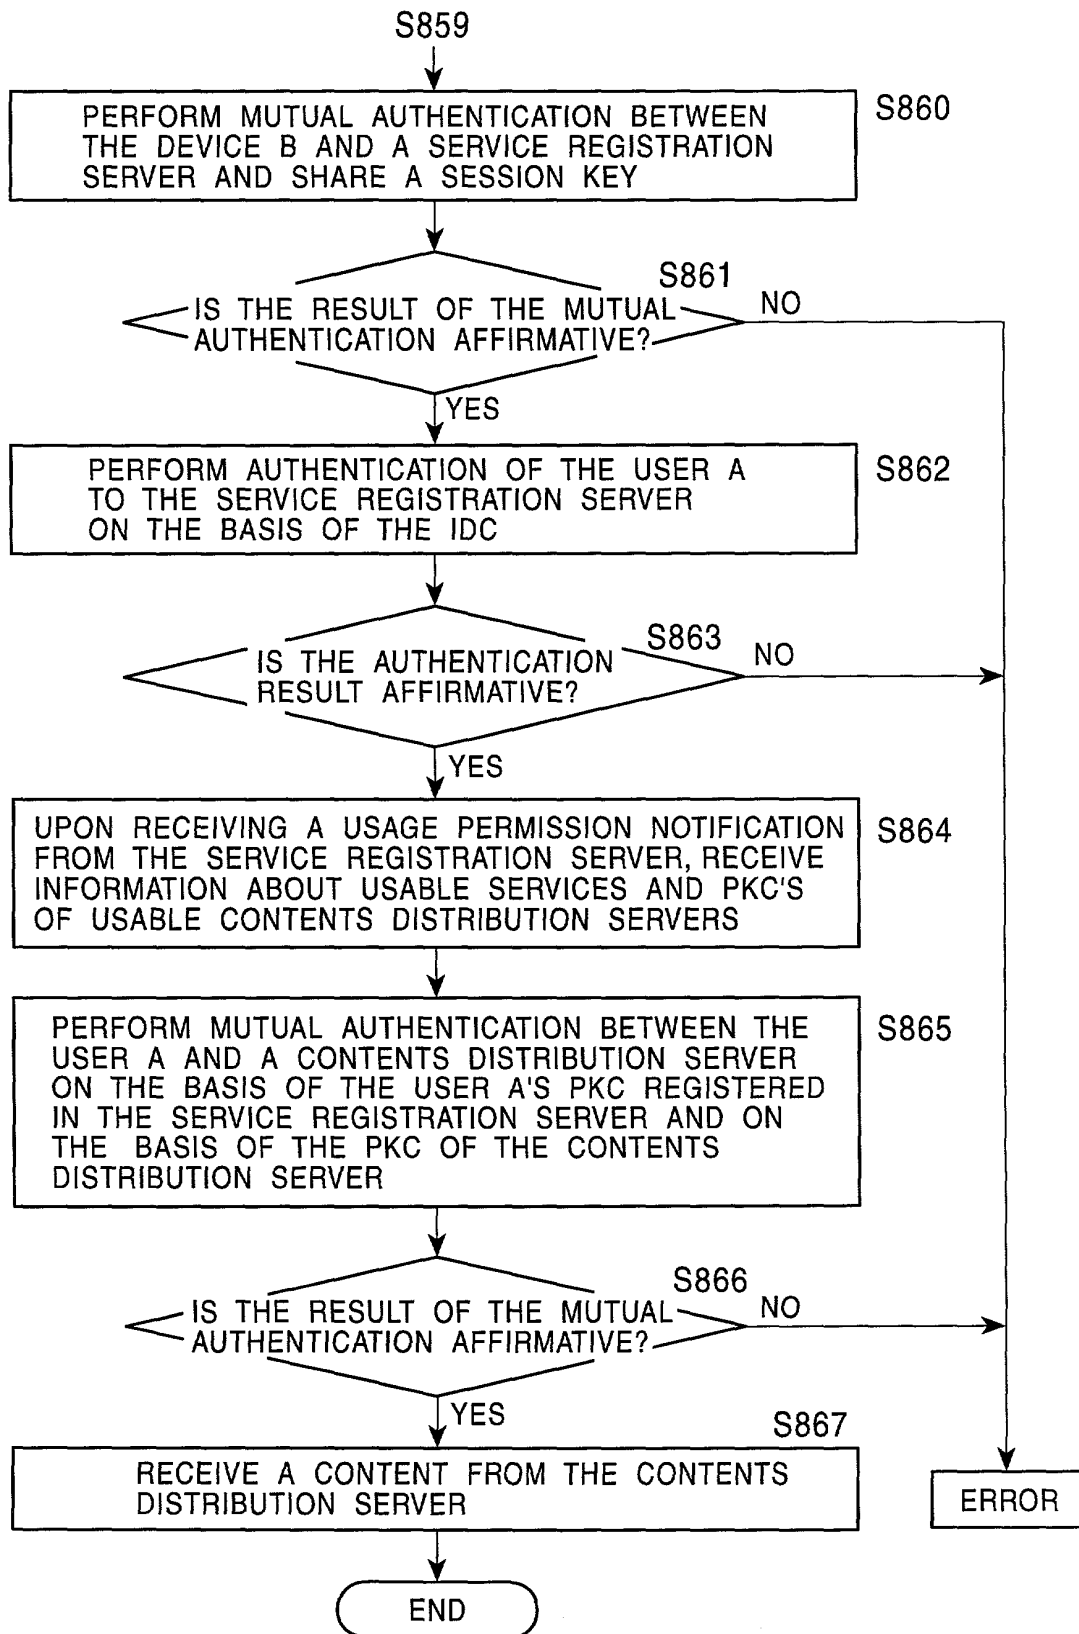 S859
PERFORM MUTUAL AUTHENTICATION BETWEEN
THE DEVICE B AND A SERVICE REGISTRATION
SERVER AND SHARE A SESSION KEY
S860
S861
IS THE RESULT OF THE MUTUAL
AUTHENTICATION AFFIRMATIVE?
NO
YES
PERFORM AUTHENTICATION OF THE USER A
TO THE SERVICE REGISTRATION SERVER
ON THE BASIS OF THE IDC
S862
S863
IS THE AUTHENTICATION
RESULT AFFIRMATIVE?
NO
YES
UPON RECEIVING A USAGE PERMISSION NOTIFICATION
FROM THE SERVICE REGISTRATION SERVER, RECEIVE
INFORMATION ABOUT USABLE SERVICES AND PKC'S
OF USABLE CONTENTS DISTRIBUTION SERVERS
S864
PERFORM MUTUAL AUTHENTICATION BETWEEN THE
USER A AND A CONTENTS DISTRIBUTION SERVER
ON THE BASIS OF THE USER A'S PKC REGISTERED
IN THE SERVICE REGISTRATION SERVER AND ON
THE BASIS OF THE PKC OF THE CONTENTS
DISTRIBUTION SERVER
S865
S866
IS THE RESULT OF THE MUTUAL
AUTHENTICATION AFFIRMATIVE?
NO
YES
S867
RECEIVE A CONTENT FROM THE CONTENTS
DISTRIBUTION SERVER
ERROR
END